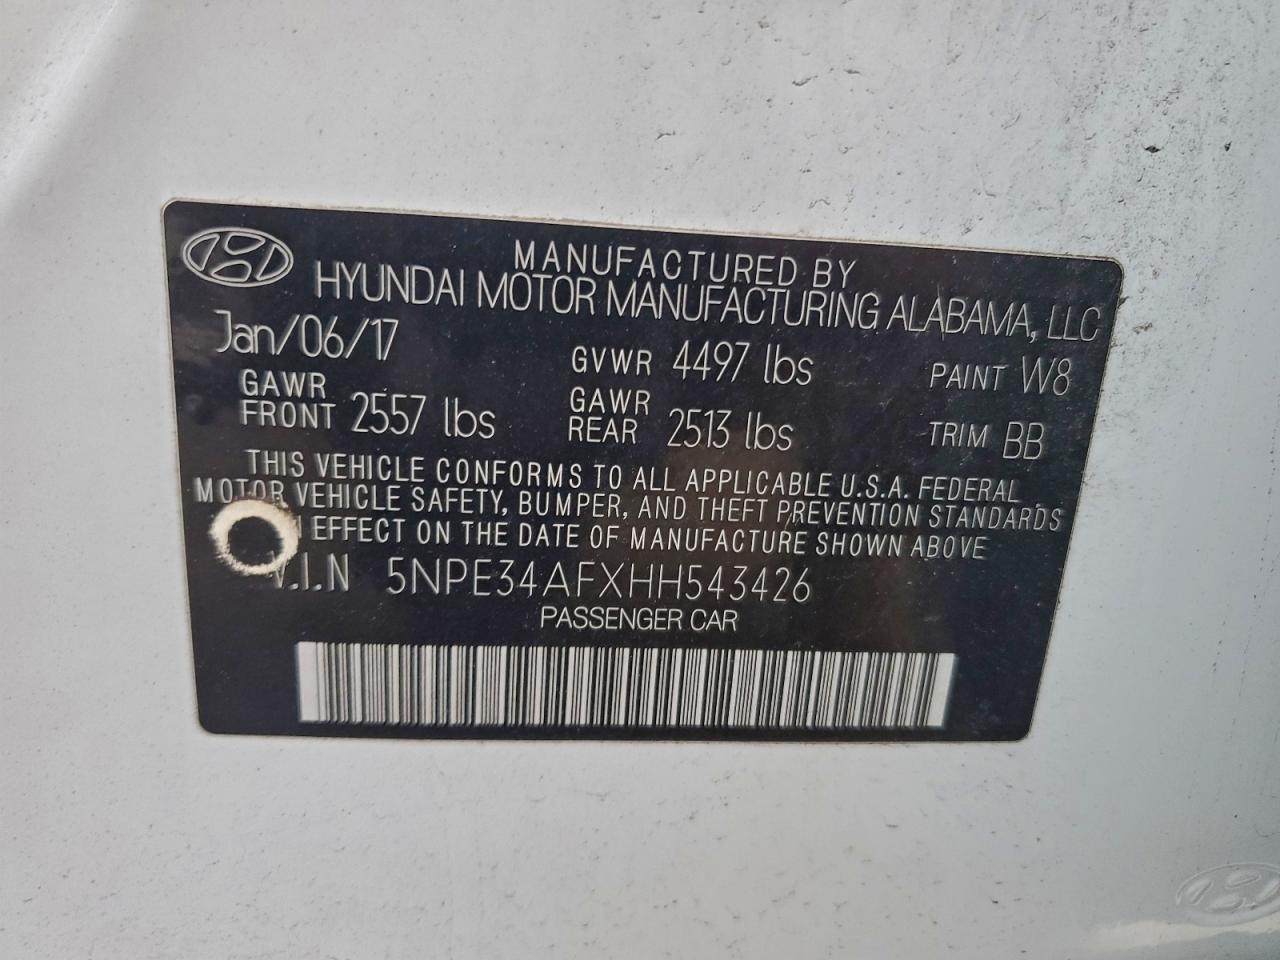 MANUFACTURED BY
HYUNDAI MOTOR MANUFACTURING ALABAMA, LLC
Jan/06/17 GVWR 4497 lbs PAINT W8
GAWR FRONT 2557 lbs GAWR REAR 2513 lbs TRIM BB
THIS VEHICLE CONFORMS TO ALL APPLICABLE U.S.A. FEDERAL
MOTOR VEHICLE SAFETY, BUMPER, AND THEFT PREVENTION STANDARDS
EFFECT ON THE DATE OF MANUFACTURE SHOWN ABOVE
V.I.N 5NPE34AFXHH543426
PASSENGER CAR